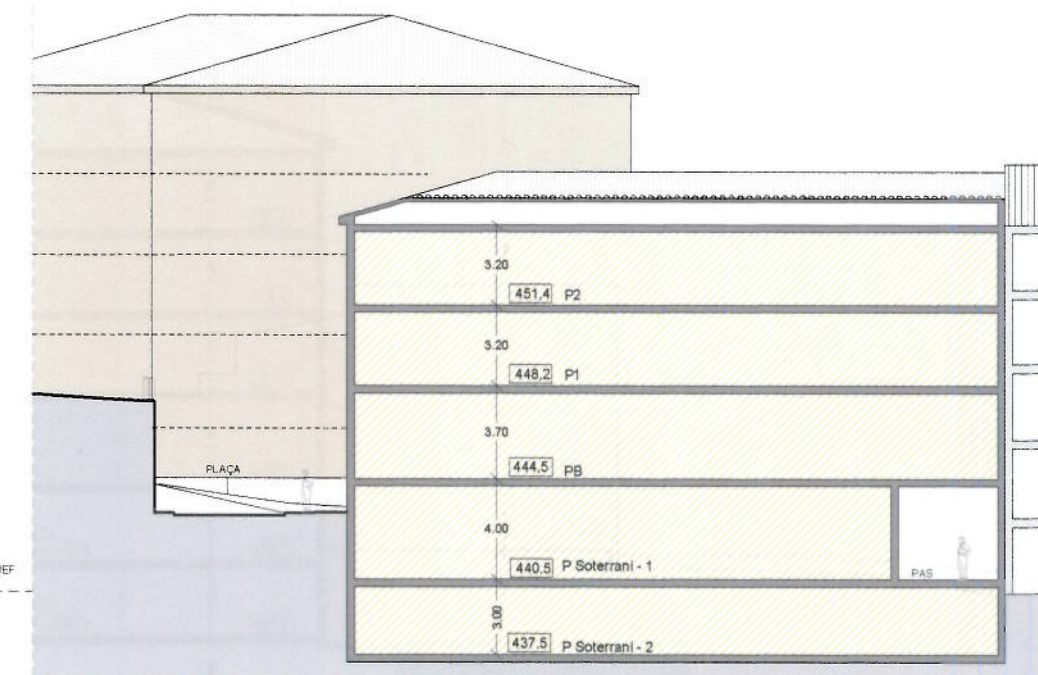 3.20
451,4 P2
3.20
448,2 P1
3.70
444,5 PB
PLAÇA
4.00
440,5 P Soterrani - 1
PAS
3.00
437,5 P Soterrani - 2